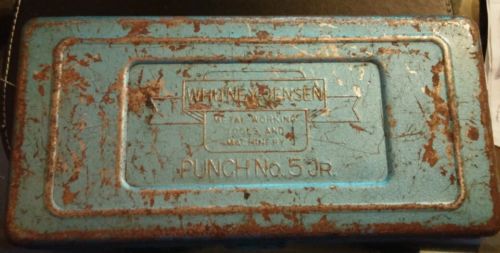 WHITNEY-JENSEN
METAL WORKING
TOOLS AND
MACHINERY
PUNCH No. 5 JR.